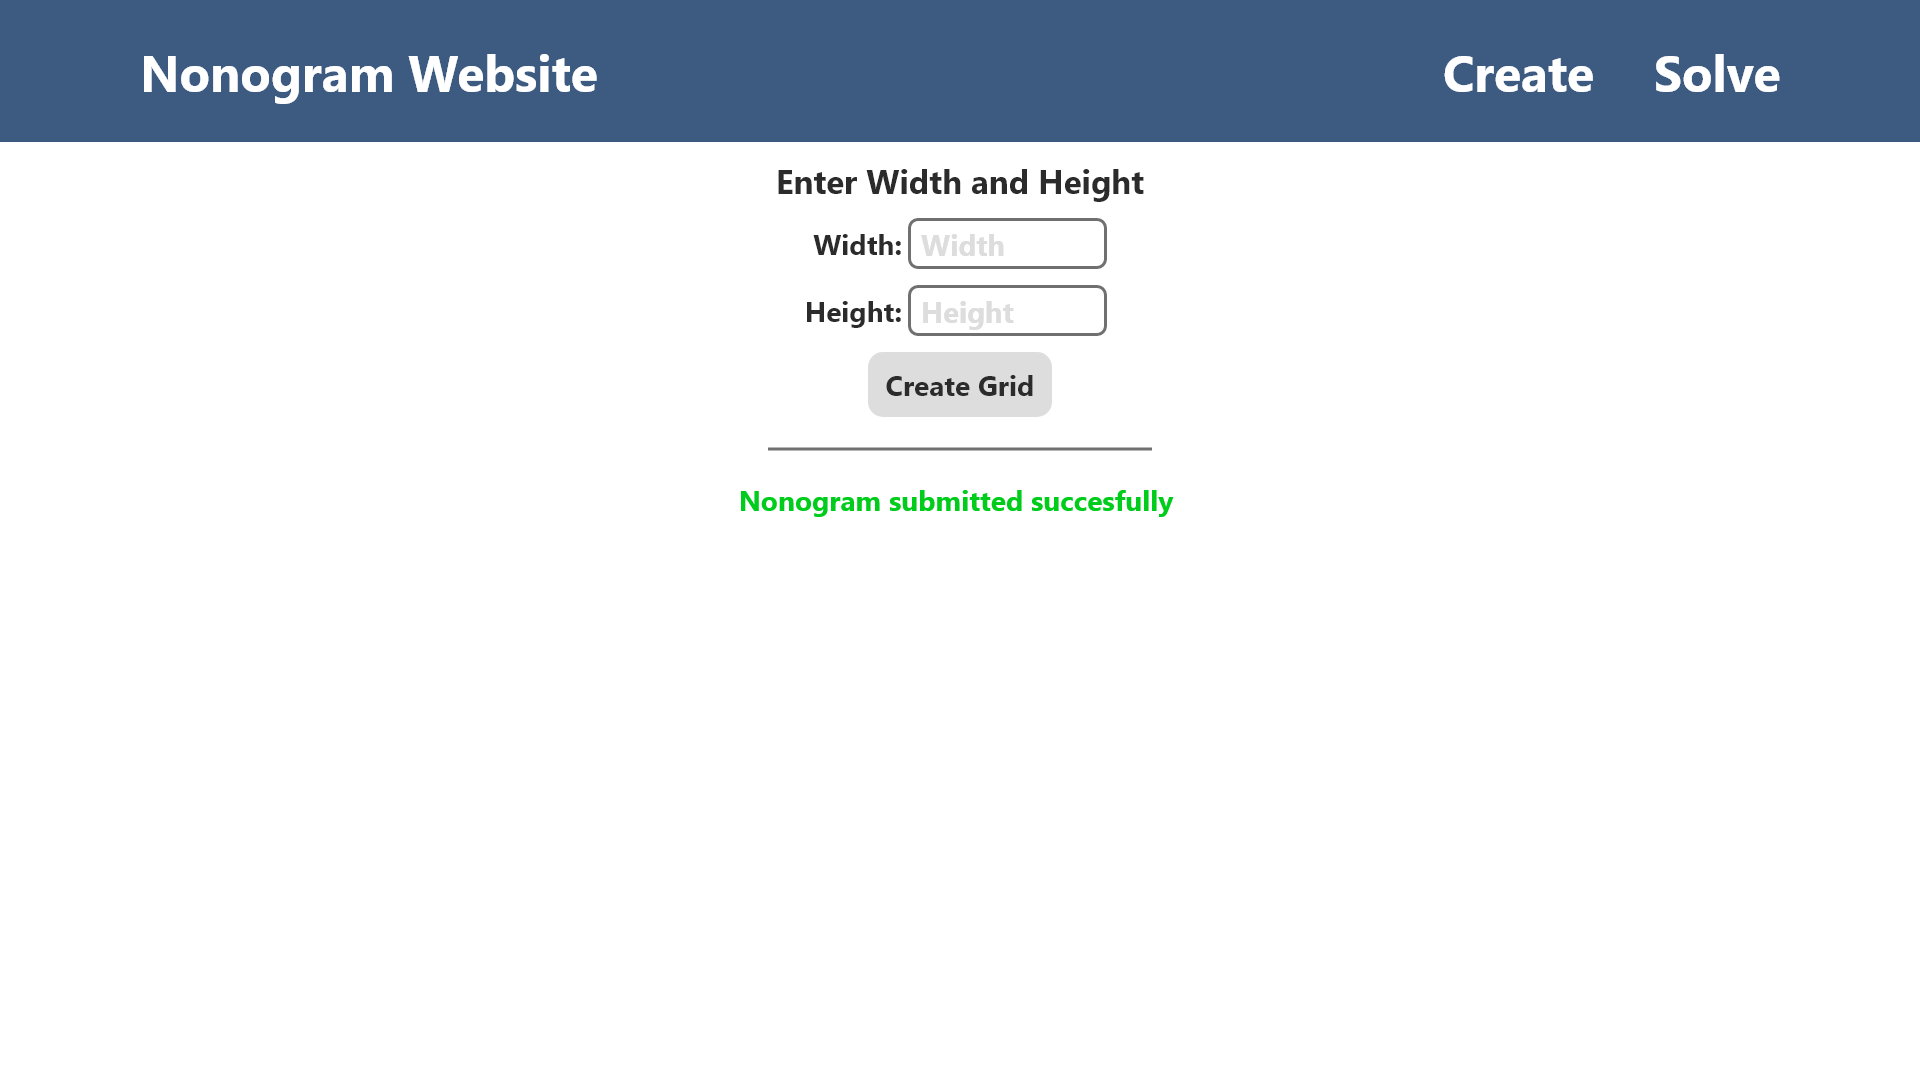 Nonogram Website Create Solve
Enter Width and Height
Width: Width
Height: Height
Create Grid
Nonogram submitted succesfully